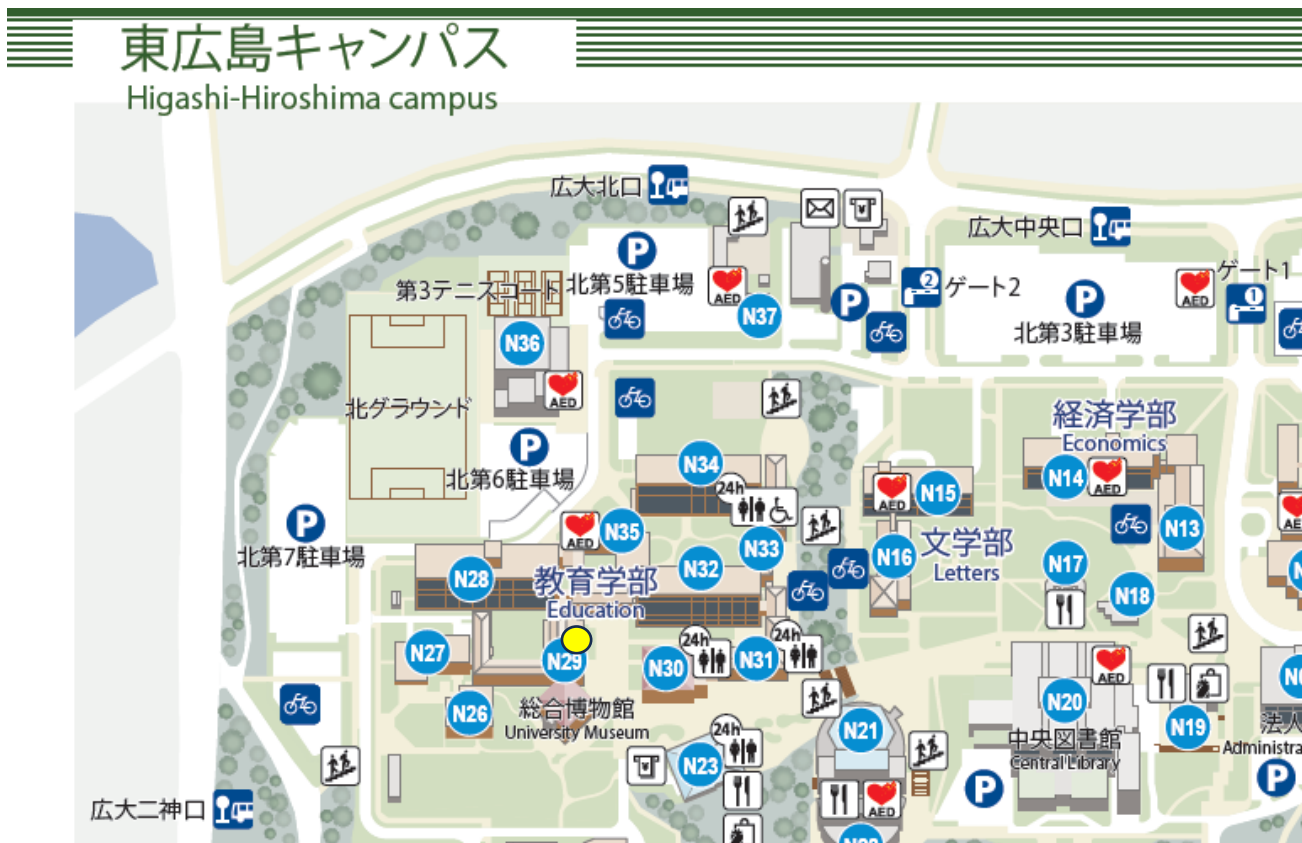 東広島キャンパス
Higashi-Hiroshima campus
広大北口
広大中央口
ゲート1
1
2
ゲート2
P
北第5駐車場
第3テニスコート
AED
N37
P
P
北第3駐車場
AED
N36
AED
北グラウンド
P
北第6駐車場
経済学部
Economics
N34
24h
N14
AED
AED
N15
N13
P
北第7駐車場
AED
N35
N33
N16
文学部
Letters
N17
N18
N28
教育学部
Education
N32
N27
N29
24h
N30
24h
N31
AED
N26
総合博物館
University Museum
N20
中央図書館
Central Library
N19
N21
24h
N23
P
P
AED
広大二神口